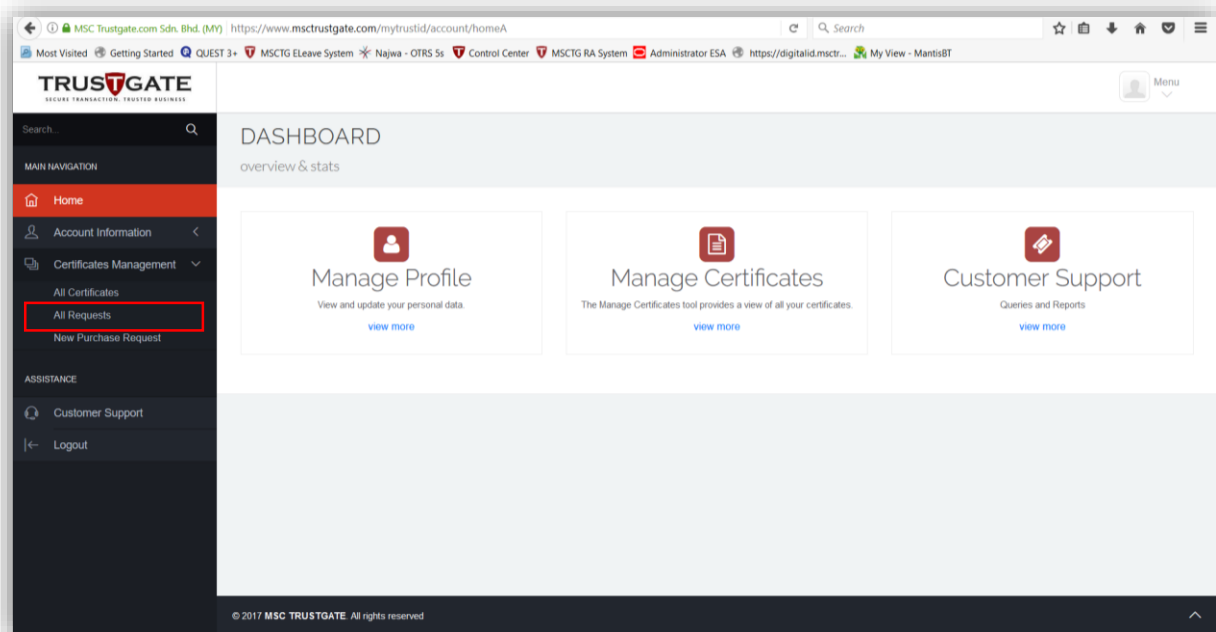 MSC Trustgate.com Sdn. Bhd. (MY) https://www.msctrustgate.com/mytrustid/account/homeA Search
Most Visited Getting Started QUEST 3+ MSCTG ELeave System Najwa - OTRS 5s Control Center MSCTG RA System Administrator ESA https://digitalid.msctr... My View - MantisBT
TRUSTGATE
SECURE TRANSACTION. TRUSTED BUSINESS
Menu
Search...
MAIN NAVIGATION
Home
Account Information
Certificates Management
All Certificates
All Requests
New Purchase Request
ASSISTANCE
Customer Support
Logout
DASHBOARD
overview & stats
Manage Profile
View and update your personal data.
view more
Manage Certificates
The Manage Certificates tool provides a view of all your certificates.
view more
Customer Support
Queries and Reports
view more
© 2017 MSC TRUSTGATE. All rights reserved